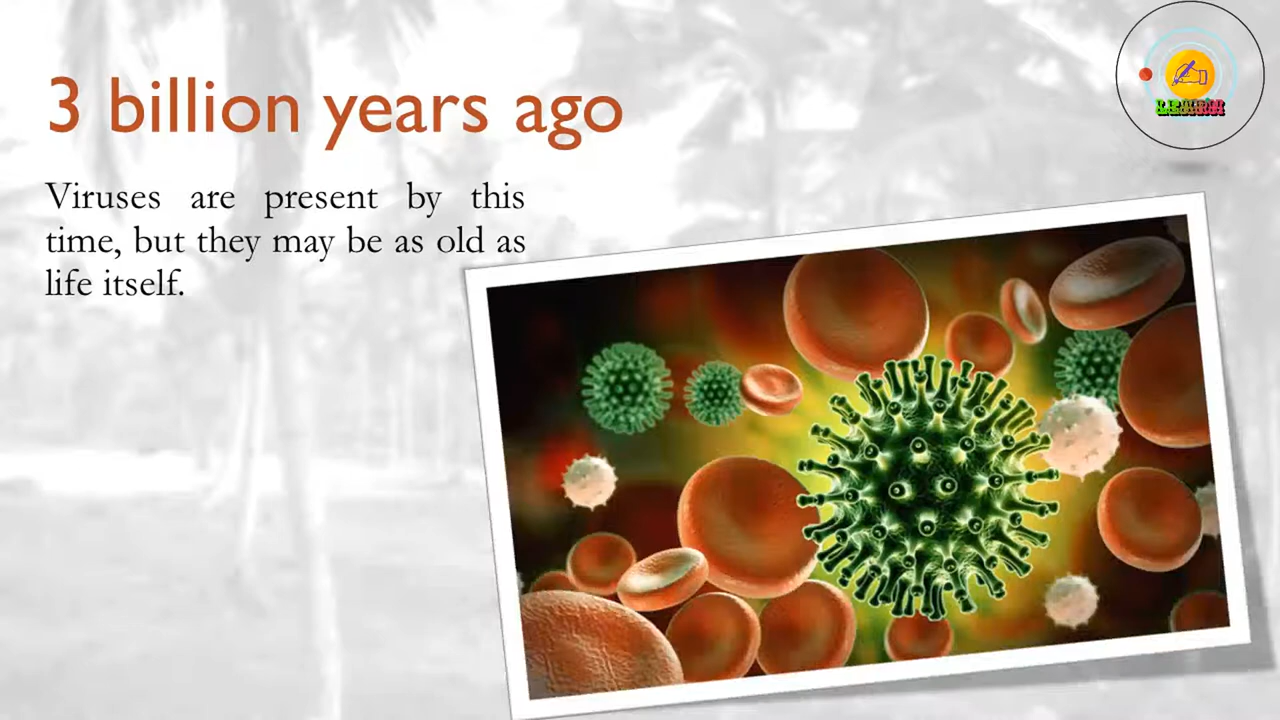 3 billion years ago
Viruses are present by this
time, but they may be as old as
life itself.
LEARN